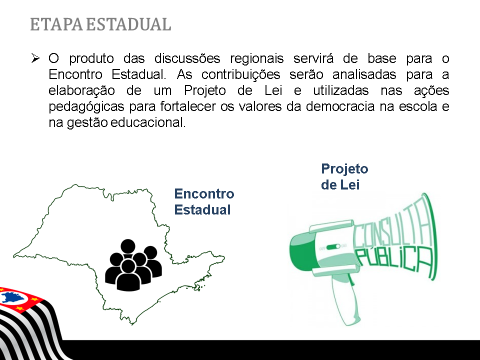 ETAPA ESTADUAL
➢ O produto das discussões regionais servirá de base para o
Encontro Estadual. As contribuições serão analisadas para a
elaboração de um Projeto de Lei e utilizadas nas ações
pedagógicas para fortalecer os valores da democracia na escola e
na gestão educacional.
Encontro
Estadual
Projeto
de Lei
CONSULTA
PÚBLICA